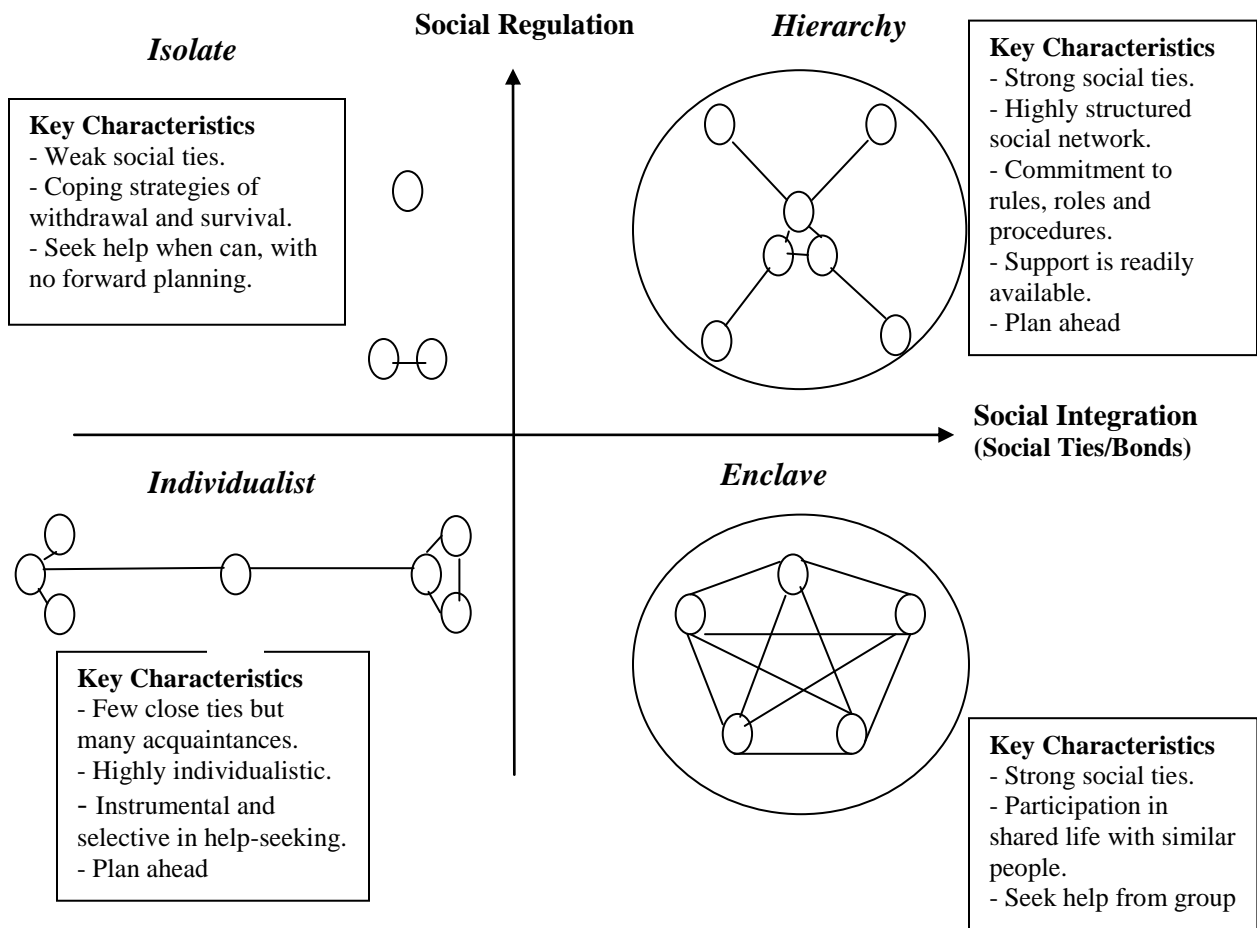 Social Regulation
Isolate
Hierarchy
Key Characteristics
- Weak social ties.
- Coping strategies of
withdrawal and survival.
- Seek help when can, with
no forward planning.
Key Characteristics
- Strong social ties.
- Highly structured
social network.
- Commitment to
rules, roles and
procedures.
- Support is readily
available.
- Plan ahead
Social Integration
(Social Ties/Bonds)
Individualist
Enclave
Key Characteristics
- Few close ties but
many acquaintances.
- Highly individualistic.
- Instrumental and
selective in help-seeking.
- Plan ahead
Key Characteristics
- Strong social ties.
- Participation in
shared life with similar
people.
- Seek help from group